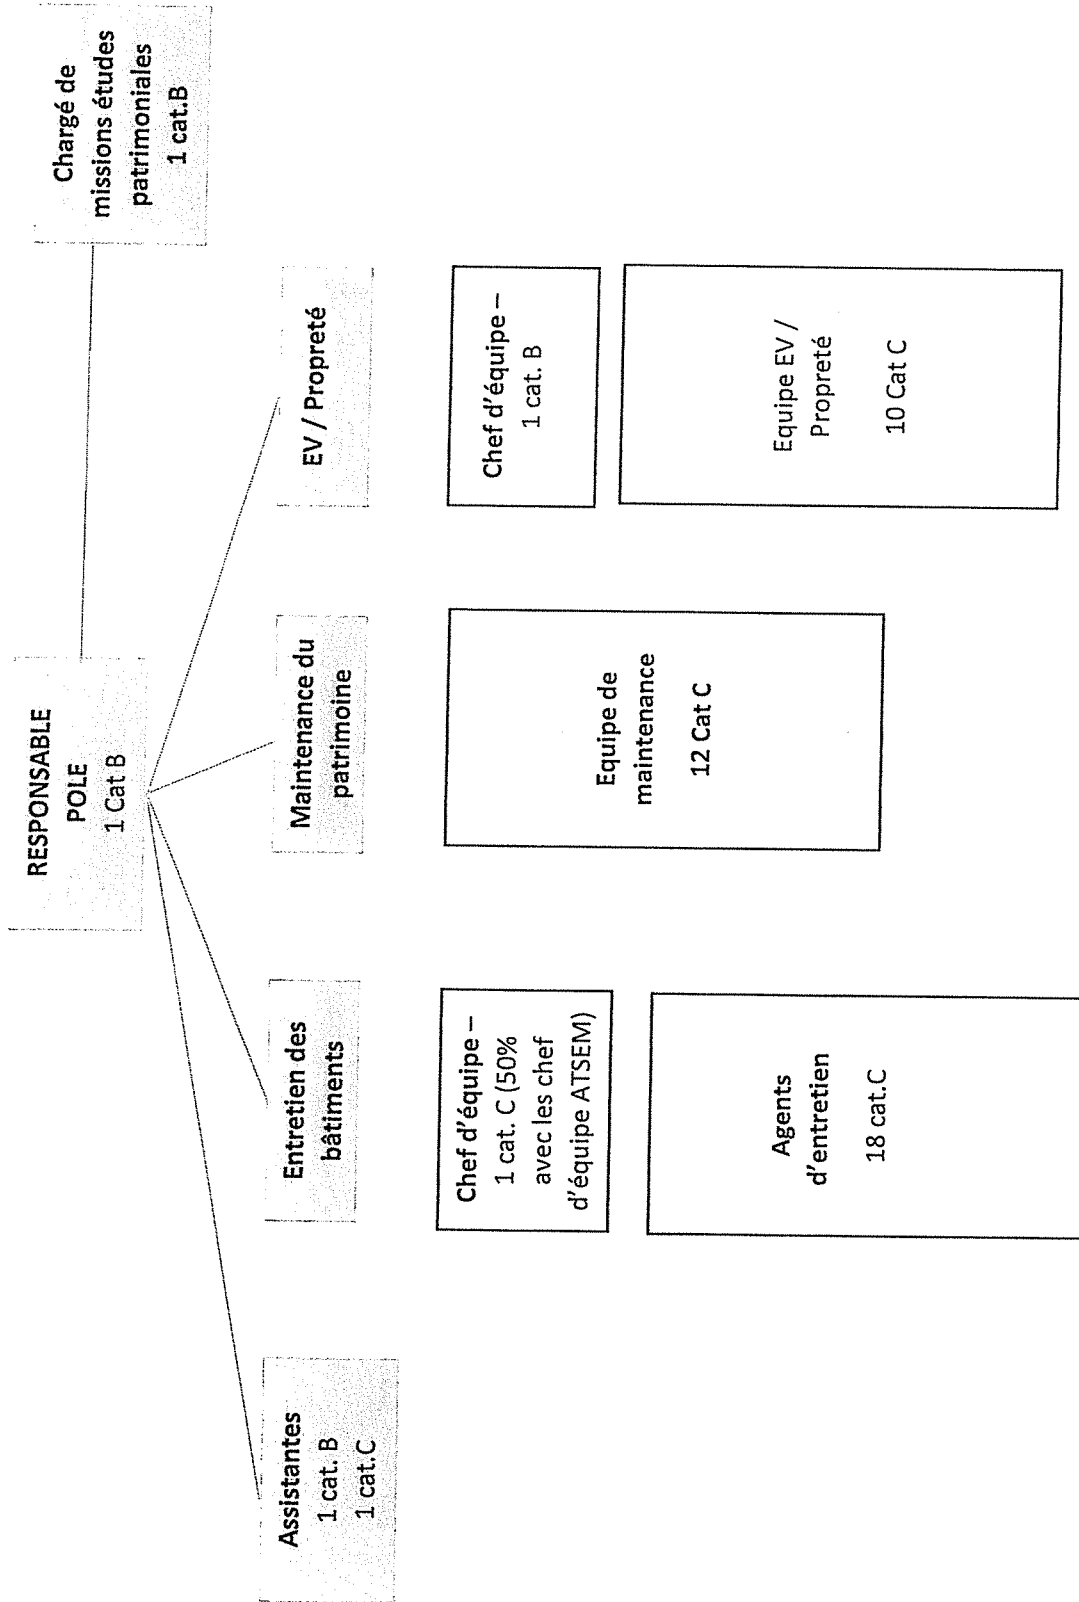 RESPONSABLE
POLE
1 Cat B
Chargé de
missions études
patrimoniales
1 cat.B
Assistantes
1 cat. B
1 cat.C
Entretien des
bâtiments
Maintenance du
patrimoine
EV / Propreté
Chef d'équipe –
1 cat. C (50%
avec les chef
d'équipe ATSEM)
Agents
d'entretien
18 cat.C
Equipe de
maintenance
12 Cat C
Chef d'équipe –
1 cat. B
Equipe EV /
Propreté
10 Cat C